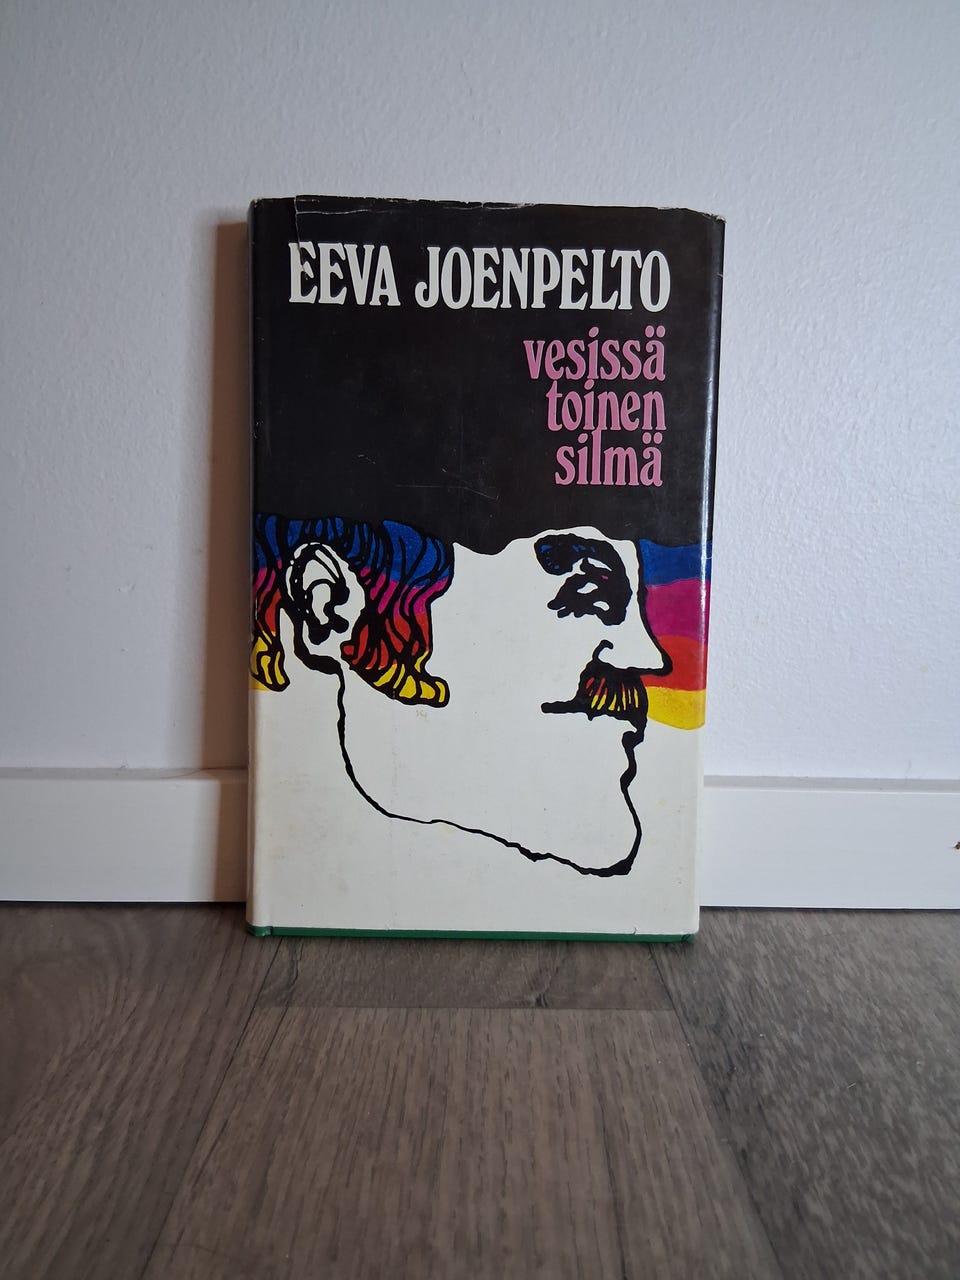 EEVA JOENPELTO
vesissä
toinen
silmä